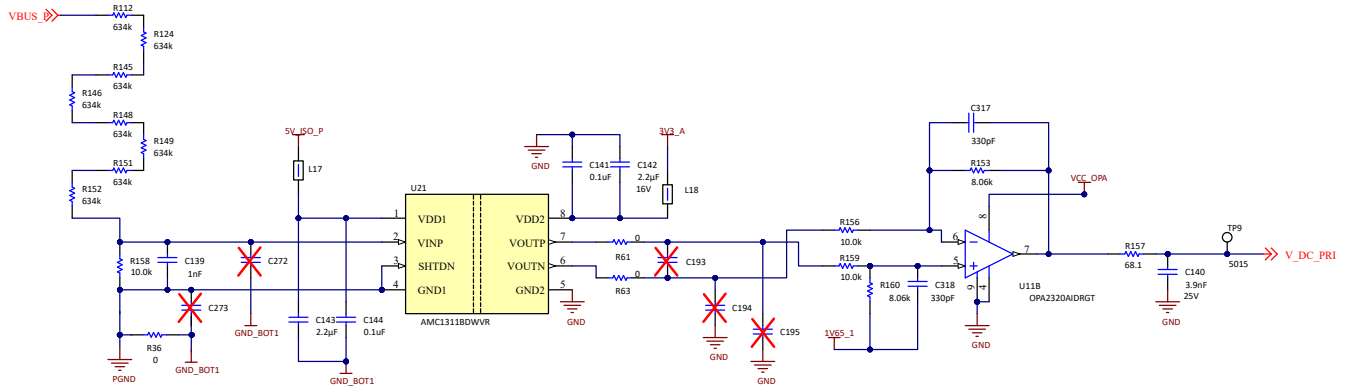 VBUS_P
R112
634k
R124
634k
R145
634k
R146
634k
R148
634k
R149
634k
R151
634k
R152
634k
R158
10.0k
C139
1nF
C272
C273
R36
0
PGND
GND_BOT1
GND_BOT1
5V_ISO_P
L17
C143
2.2µF
C144
0.1uF
GND_BOT1
U21
1 VDD1 VDD2 8
2 VINP VOUTP 7
3 SHTDN VOUTN 6
4 GND1 GND2 5
AMC1311BDWVR
GND
C141
0.1uF
C142
2.2µF
16V
3V3_A
L18
GND
R61
0
R63
0
C193
C194
GND
C195
GND
R156
10.0k
R159
10.0k
R160
8.06k
C318
330pF
1V65_1
C317
330pF
R153
8.06k
VCC_OPA
8
6
5
7
9
4
U11B
OPA2320AIDRGT
GND
R157
68.1
C140
3.9nF
25V
GND
TP9
5015
V_DC_PRI